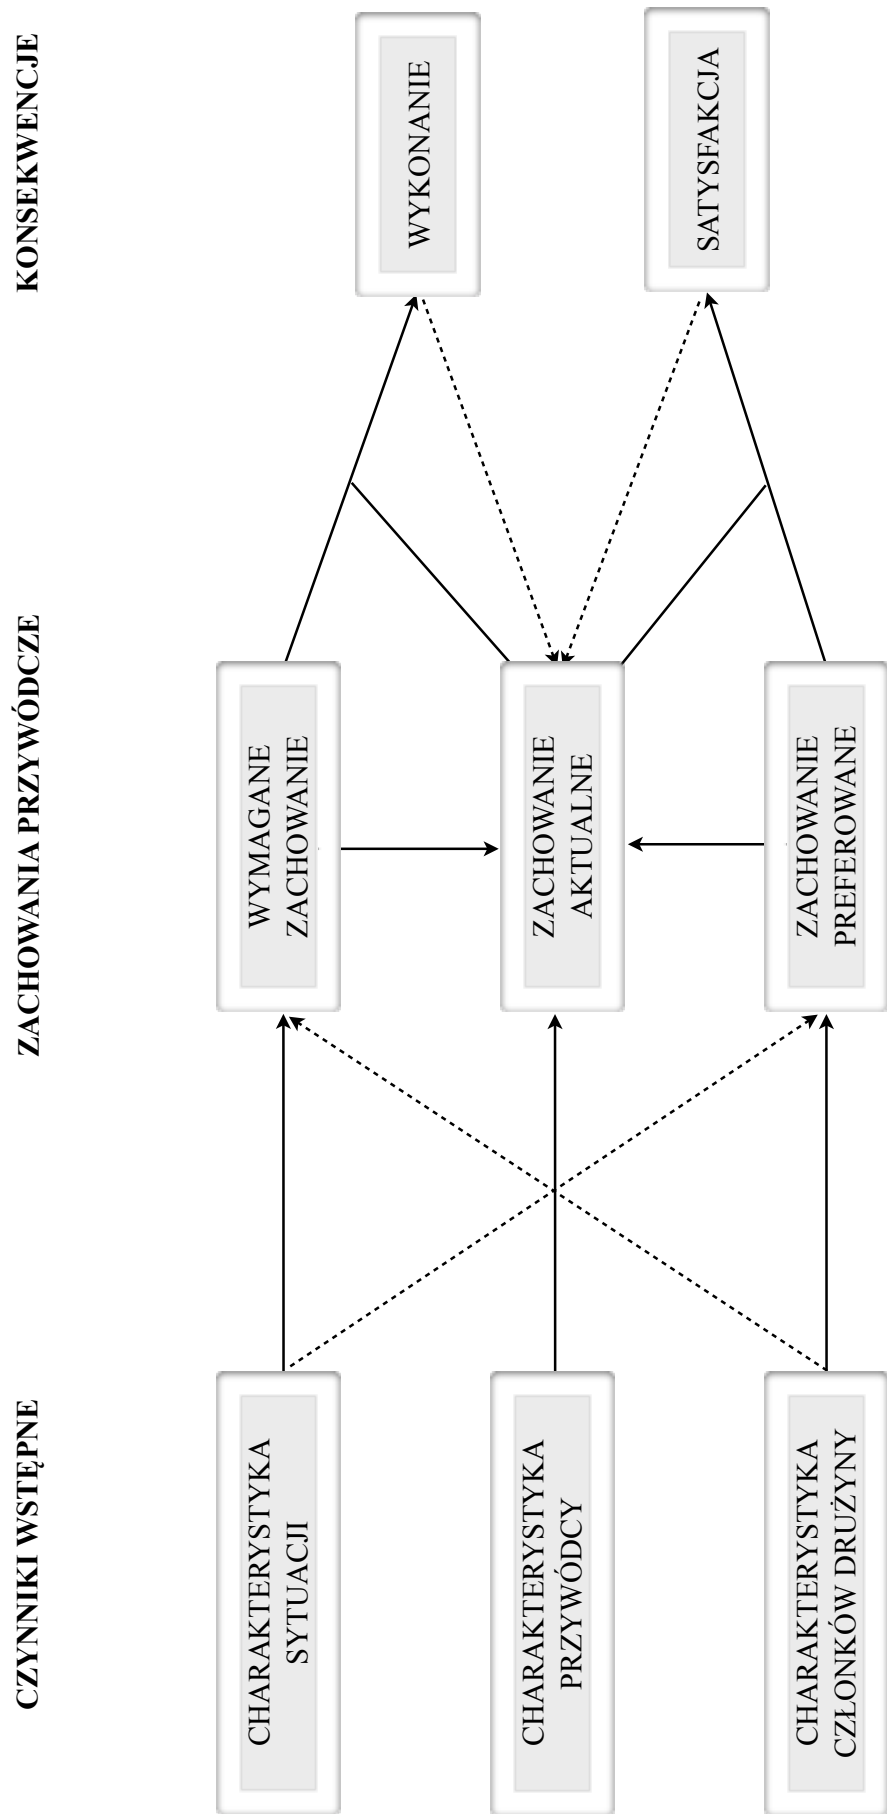 CZYNNIKI WSTĘPNE
ZACHOWANIA PRZYWÓDCZE
KONSEKWENCJE
CHARAKTERYSTYKA
SYTUACJI
WYMAGANE
ZACHOWANIE
WYKONANIE
CHARAKTERYSTYKA
PRZYWÓDCY
ZACHOWANIE
AKTUALNE
SATYSFAKCJA
CHARAKTERYSTYKA
CZŁONKÓW DRUŻYNY
ZACHOWANIE
PREFEROWANE